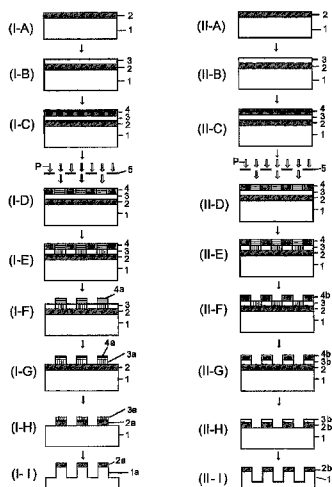 (I-A) 2 1
(II-A) 2 1
(I-B) 3 2 1
(II-B) 3 2 1
(I-C) 4 3 2 1
(II-C) 4 3 2 1
P 5
P 5
(I-D) 4 3 2 1
(II-D) 4 3 2 1
(I-E) 4 3 2 1
(II-E) 4 3 2 1
(I-F) 4a 3 2 1
(II-F) 4b 3 2 1
(I-G) 4a 3a 2 1
(II-G) 4b 3b 2 1
(I-H) 3a 2a 1
(II-H) 3b 2b 1
(I-I) 2a 1a
(II-I) 2b 1